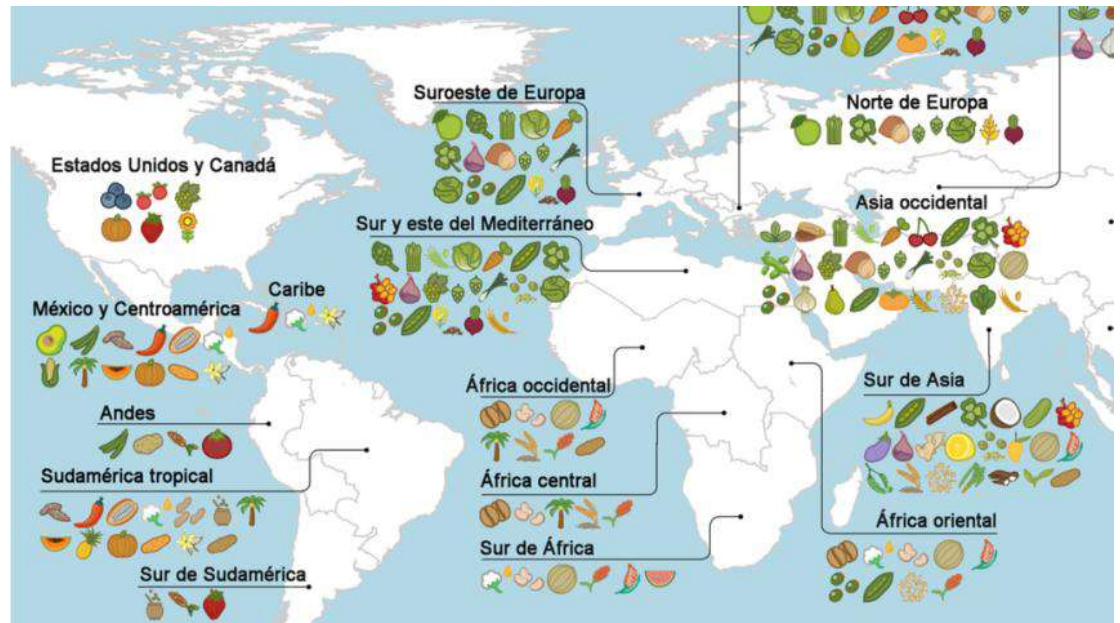 Suroeste de Europa
Norte de Europa
Estados Unidos y Canadá
Asia occidental
Sur y este del Mediterráneo
Caribe
México y Centroamérica
África occidental
Sur de Asia
Andes
Sudamérica tropical
África central
África oriental
Sur de África
Sur de Sudamérica